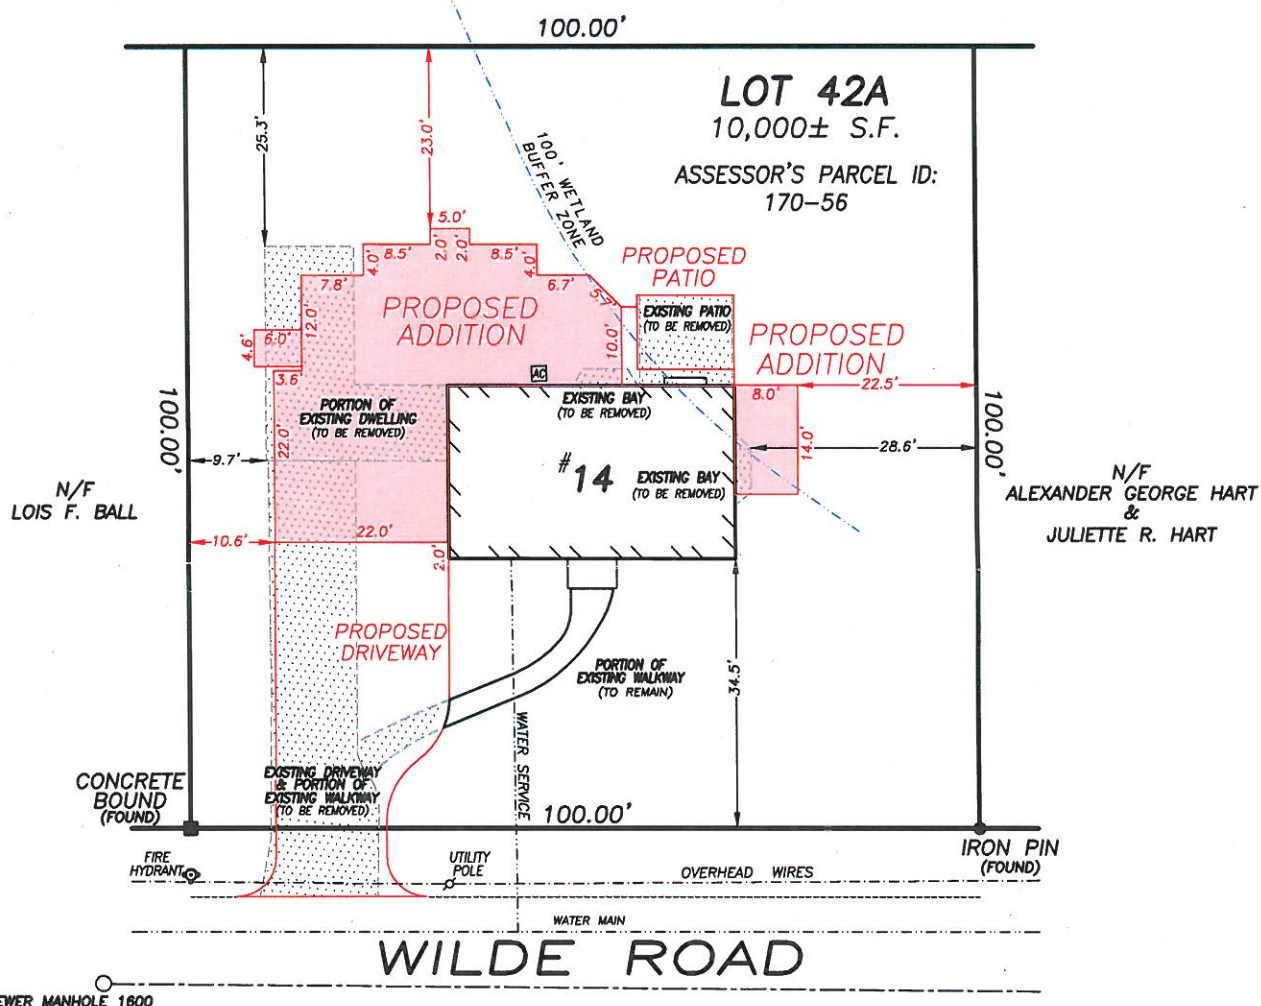 100.00'
LOT 42A
10,000± S.F.
ASSESSOR'S PARCEL ID:
170-56
25.3'
23.0'
100' WETLAND
BUFFER ZONE
5.0'
2.0'
2.0'
8.5'
8.5'
4.0'
4.0'
7.8'
6.7'
5.7'
PROPOSED
PATIO
PROPOSED
ADDITION
EXISTING PATIO
(TO BE REMOVED)
PROPOSED
ADDITION
12.0'
10.0'
4.6'
6.0'
3.6'
AC
22.5'
8.0'
100.00'
100.00'
PORTION OF
EXISTING DWELLING
(TO BE REMOVED)
EXISTING BAY
(TO BE REMOVED)
22.0'
14.0'
28.6'
9.7'
#14
EXISTING BAY
(TO BE REMOVED)
N/F
LOIS F. BALL
N/F
ALEXANDER GEORGE HART
&
JULIETTE R. HART
10.6'
22.0'
2.0'
PROPOSED
DRIVEWAY
PORTION OF
EXISTING WALKWAY
(TO REMAIN)
34.5'
WATER SERVICE
EXISTING DRIVEWAY
& PORTION OF
EXISTING WALKWAY
(TO BE REMOVED)
CONCRETE
BOUND
(FOUND)
100.00'
IRON PIN
(FOUND)
FIRE
HYDRANT
UTILITY
POLE
OVERHEAD WIRES
WATER MAIN
WILDE ROAD
EWER MANHOLE 1600